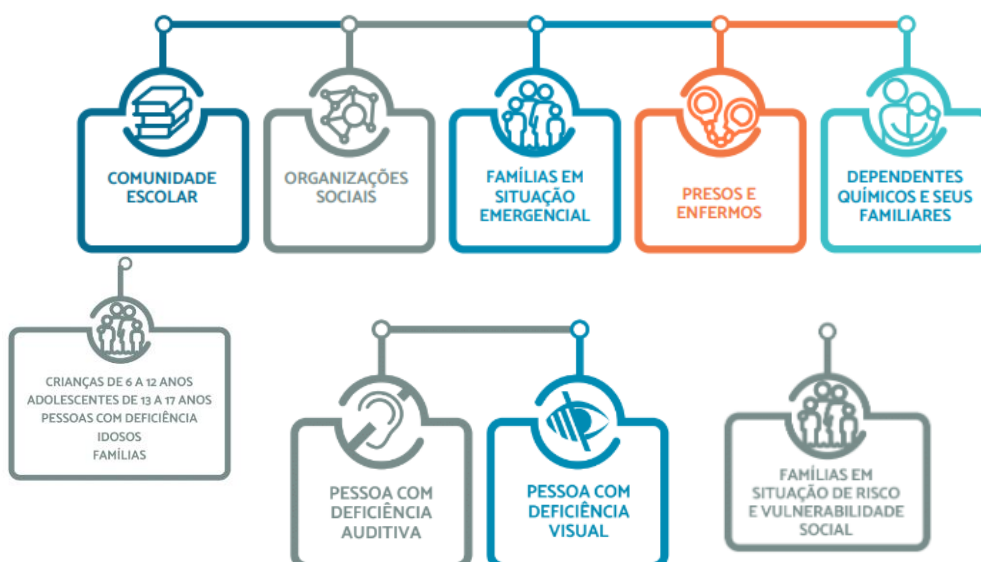 COMUNIDADE
ESCOLAR
ORGANIZAÇÕES
SOCIAIS
FAMÍLIAS EM
SITUAÇÃO
EMERGENCIAL
PRESOS E
ENFERMOS
DEPENDENTES
QUÍMICOS E SEUS
FAMILIARES
CRIANÇAS DE 6 A 12 ANOS
ADOLESCENTES DE 13 A 17 ANOS
PESSOAS COM DEFICIÊNCIA
IDOSOS
FAMÍLIAS
PESSOA COM
DEFICIÊNCIA
AUDITIVA
PESSOA COM
DEFICIÊNCIA
VISUAL
FAMÍLIAS EM
SITUAÇÃO DE RISCO
E VULNERABILIDADE
SOCIAL